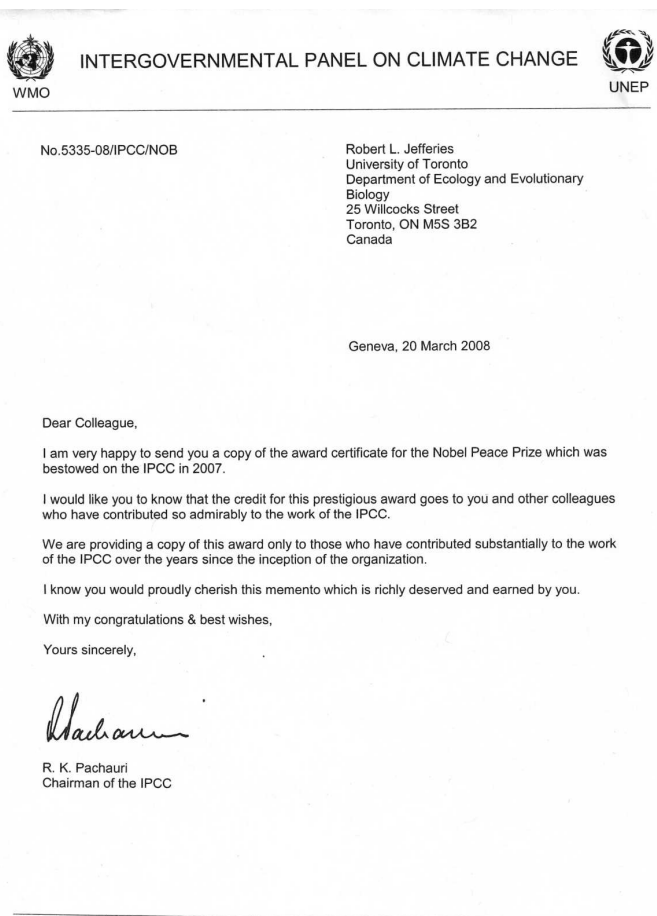 INTERGOVERNMENTAL PANEL ON CLIMATE CHANGE
WMO
UNEP
No.5335-08/IPCC/NOB
Robert L. Jefferies
University of Toronto
Department of Ecology and Evolutionary
Biology
25 Willcocks Street
Toronto, ON M5S 3B2
Canada
Geneva, 20 March 2008
Dear Colleague,
I am very happy to send you a copy of the award certificate for the Nobel Peace Prize which was
bestowed on the IPCC in 2007.
I would like you to know that the credit for this prestigious award goes to you and other colleagues
who have contributed so admirably to the work of the IPCC.
We are providing a copy of this award only to those who have contributed substantially to the work
of the IPCC over the years since the inception of the organization.
I know you would proudly cherish this memento which is richly deserved and earned by you.
With my congratulations & best wishes,
Yours sincerely,
R. K. Pachauri
Chairman of the IPCC